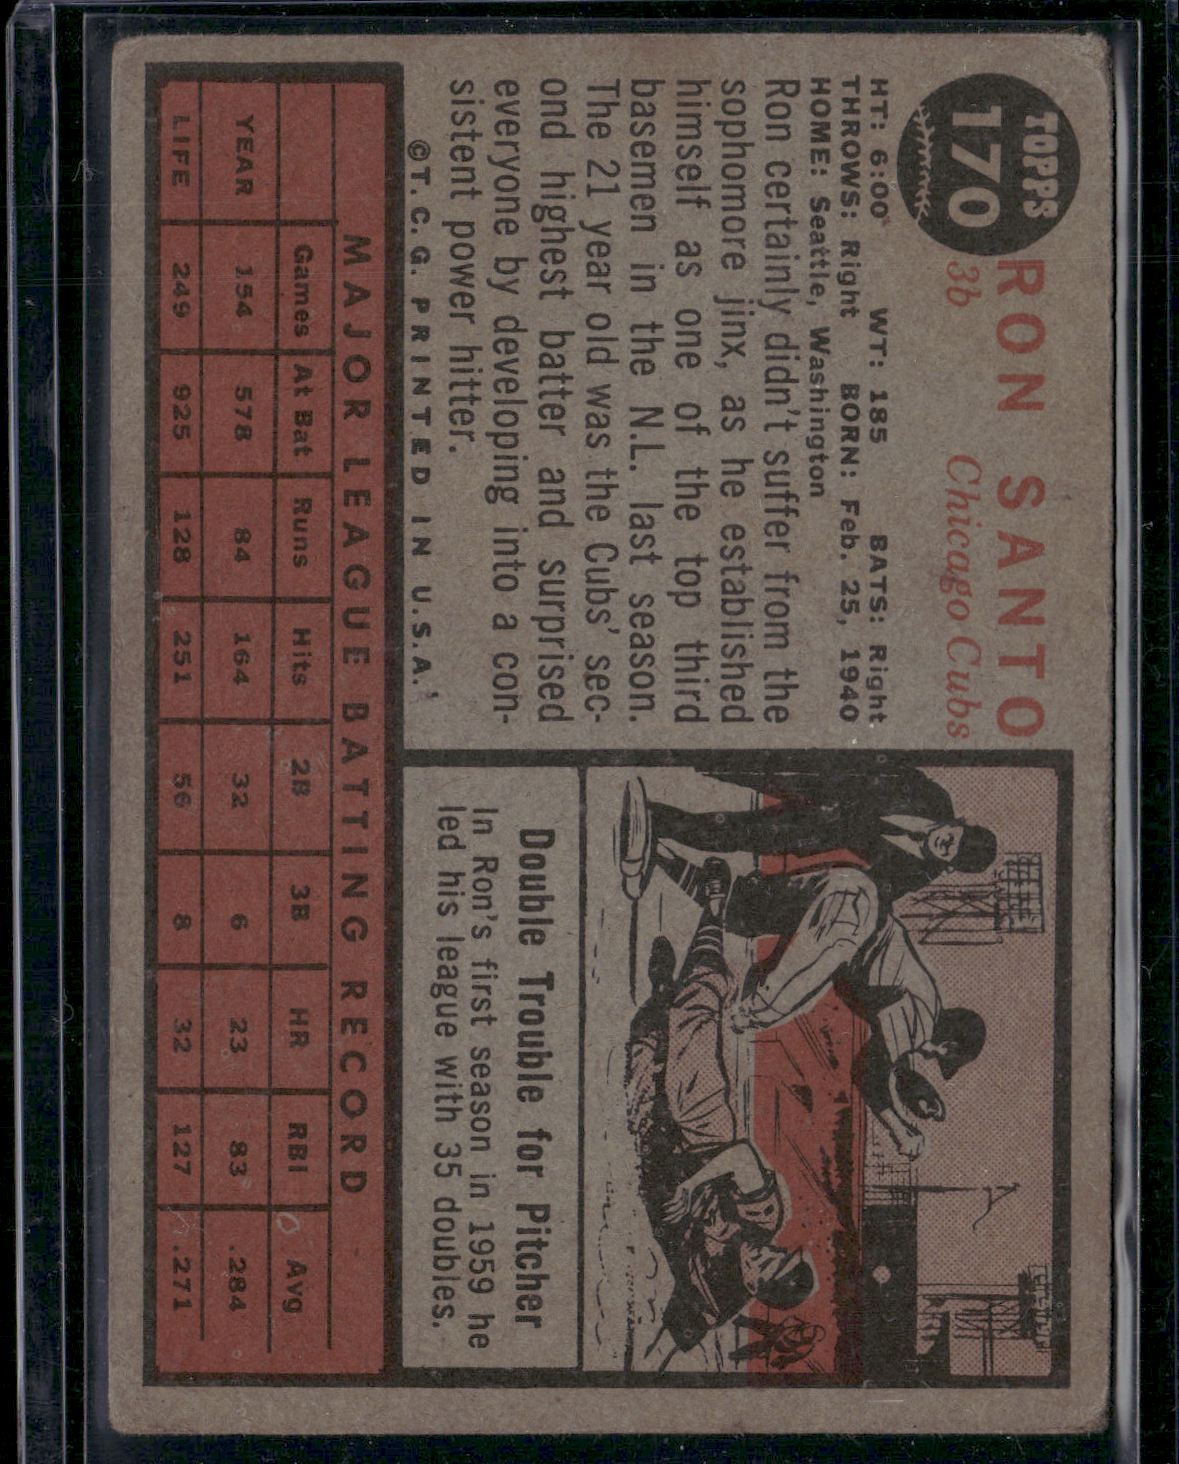 TOPPS
170
RON SANTO
3b Chicago Cubs
HT: 6:00 WT: 185 BATS: Right
THROWS: Right BORN: Feb. 25, 1940
HOME: Seattle, Washington
Ron certainly didn't suffer from the
sophomore jinx, as he established
himself as one of the top third
basemen in the N.L. last season.
The 21 year old was the Cubs' sec-
ond highest batter and surprised
everyone by developing into a con-
sistent power hitter.
©T. C. G. PRINTED IN U.S.A.
Double Trouble for Pitcher
In Ron's first season in 1959 he
led his league with 35 doubles.
MAJOR LEAGUE BATTING RECORD
Games At Bat Runs Hits 2B 3B HR RBI Avg
YEAR 154 578 84 164 32 6 23 83 .284
LIFE 249 925 128 251 56 8 32 127 .271